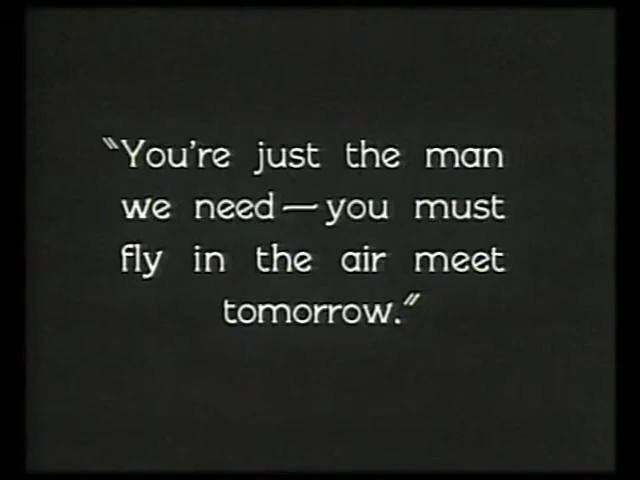 "You're just the man
we need—you must
fly in the air meet
tomorrow."